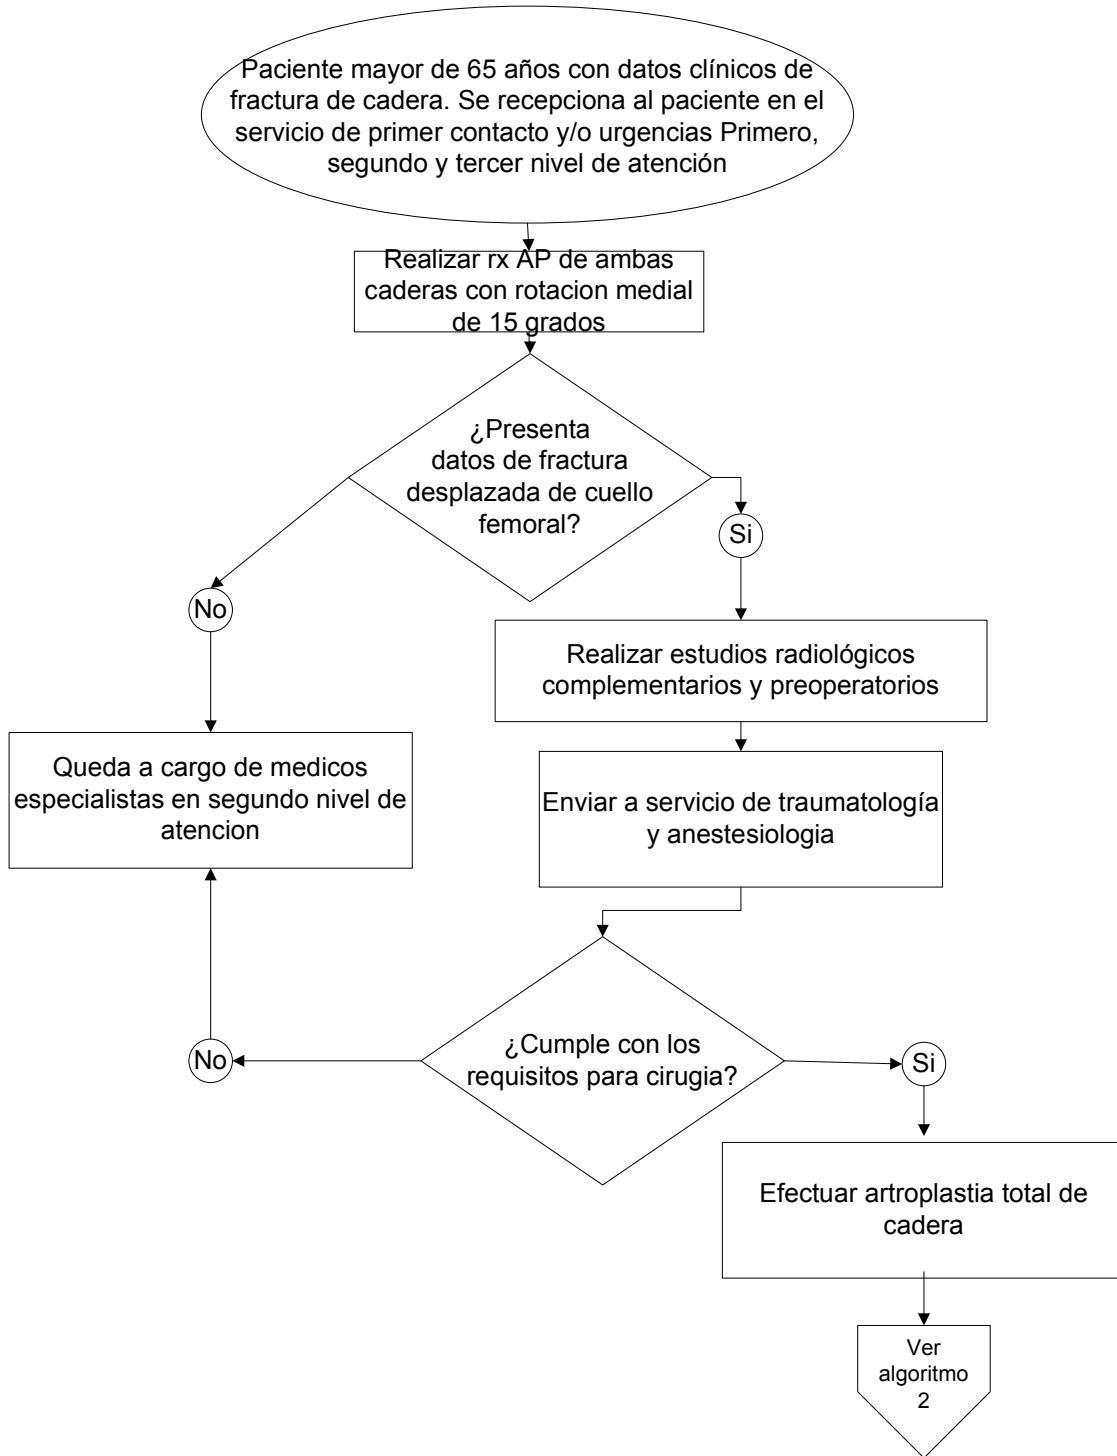 Paciente mayor de 65 años con datos clínicos de
fractura de cadera. Se recepciona al paciente en el
servicio de primer contacto y/o urgencias Primero,
segundo y tercer nivel de atención
Realizar rx AP de ambas
caderas con rotacion medial
de 15 grados
¿Presenta
datos de fractura
desplazada de cuello
femoral?
Si
No
Realizar estudios radiológicos
complementarios y preoperatorios
Queda a cargo de medicos
especialistas en segundo nivel de
atencion
Enviar a servicio de traumatología
y anestesiologia
¿Cumple con los
requisitos para cirugia?
No
Si
Efectuar artroplastia total de
cadera
Ver
algoritmo
2